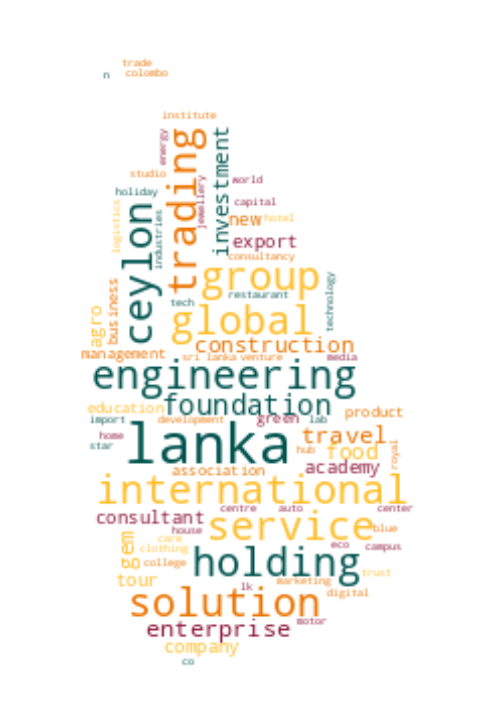 trade
n colombo
institute
trading
energy
investment
studio
world
holiday
jewellery
capital
ceylon
logistics
industries
new hotel
export
consultancy
group
restaurant
technology
tech
agro
business
global
construction
management
sri lanka venture media
engineering
education foundation
product
import development green lab
home
star
lanka
travel
hub food royal
association academy
international
centre auto center
consultant
service
blue
house
gem
care
clothing
eco campus
college
holding
tour
trust
lk marketing
solution
digital
enterprise motor
company
co